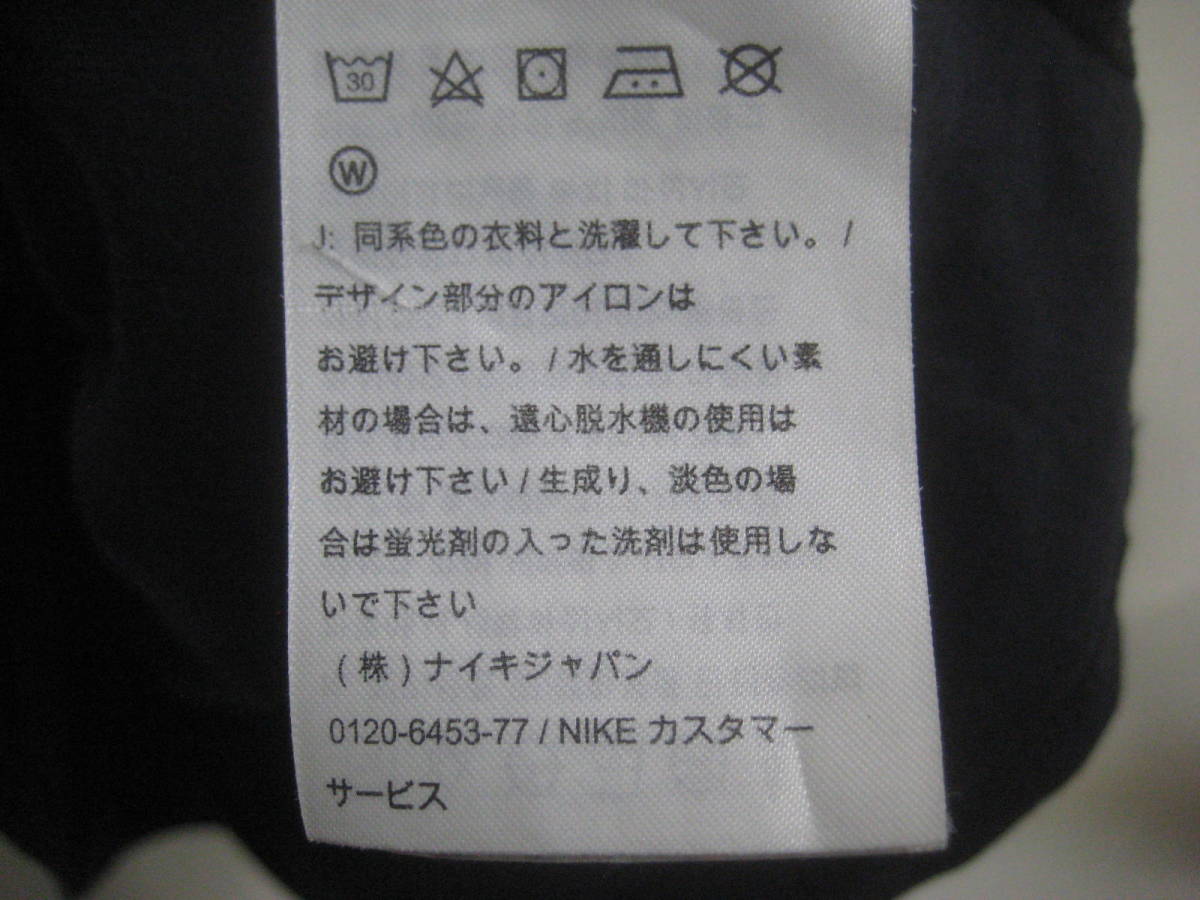 30
W
J: 同系色の衣料と洗濯して下さい。 /
デザイン部分のアイロンは
お避け下さい。 / 水を通しにくい素
材の場合は、遠心脱水機の使用は
お避け下さい / 生成り、淡色の場
合は蛍光剤の入った洗剤は使用しな
いで下さい
(株)ナイキジャパン
0120-6453-77 / NIKE カスタマー
サービス